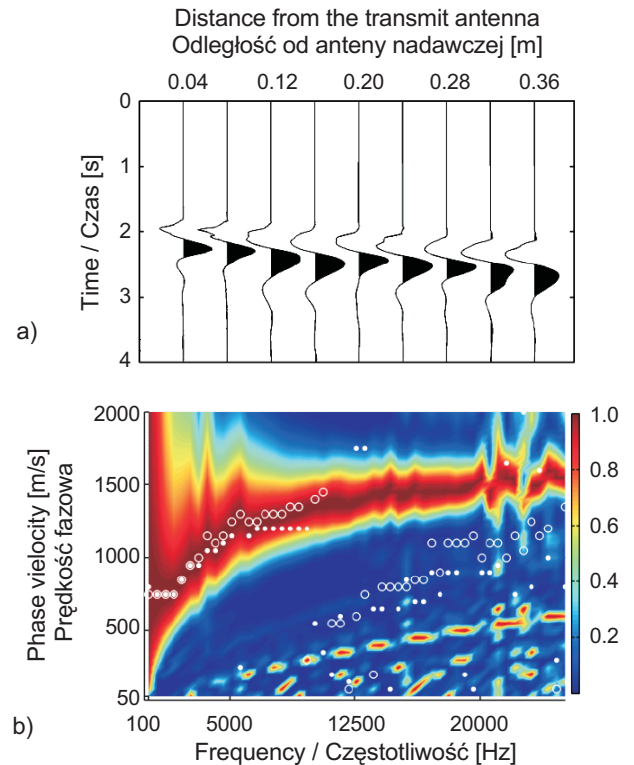 Distance from the transmit antenna
Odległość od anteny nadawczej [m]
0.04 0.12 0.20 0.28 0.36
0
1
2
3
4
Time / Czas [s]
a)
2000
1500
1000
500
50
Phase vielocity [m/s]
Prędkość fazowa
1.0
0.8
0.6
0.4
0.2
100 5000 12500 20000
b)
Frequency / Częstotliwość [Hz]